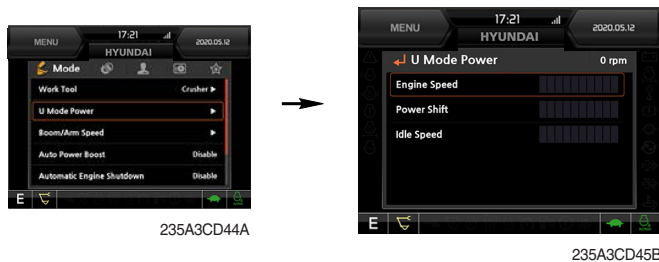 MENU 17:21 2020.05.12
HYUNDAI
Mode
Work Tool Crusher ►
U Mode Power ►
Boom/Arm Speed ►
Auto Power Boost Disable
Automatic Engine Shutdown Disable
E
235A3CD44A
MENU 17:21 2020.05.12
HYUNDAI
U Mode Power 0 rpm
Engine Speed
Power Shift
Idle Speed
E
235A3CD45B